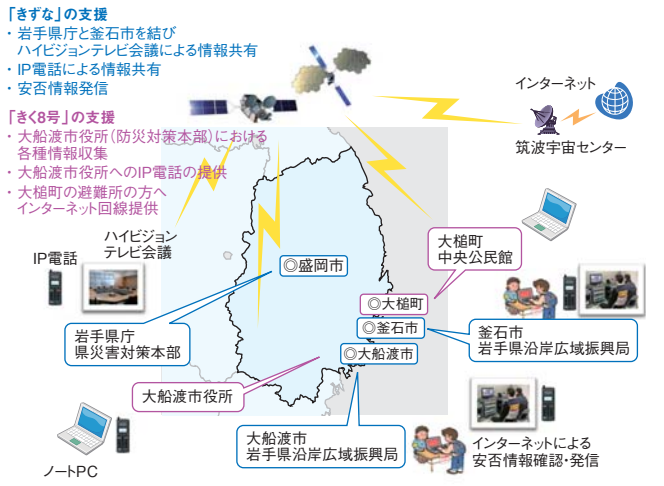 「きずな」の支援
・岩手県庁と釜石市を結び
ハイビジョンテレビ会議による情報共有
・IP電話による情報共有
・安否情報発信
「きく8号」の支援
・大船渡市役所（防災対策本部）における
各種情報収集
・大船渡市役所へのIP電話の提供
・大槌町の避難所の方へ
インターネット回線提供
インターネット
筑波宇宙センター
ハイビジョン
テレビ会議
IP電話
◎盛岡市
大槌町
中央公民館
◎大槌町
◎釜石市
◎大船渡市
岩手県庁
県災害対策本部
釜石市
岩手県沿岸広域振興局
大船渡市役所
大船渡市
岩手県沿岸広域振興局
インターネットによる
安否情報確認・発信
ノートPC